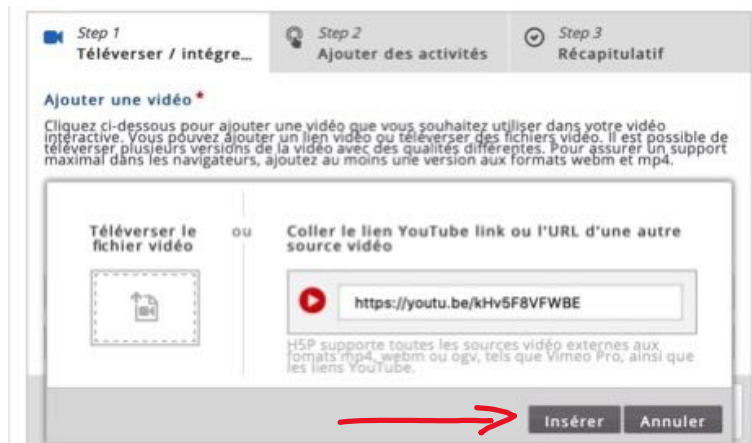 Step 1
Téléverser / intégre...
Step 2
Ajouter des activités
Step 3
Récapitulatif
Ajouter une vidéo *
Cliquez ci-dessous pour ajouter une vidéo que vous souhaitez utiliser dans votre vidéo
interactive. Vous pouvez ajouter un lien vidéo ou téléverser des fichiers vidéo. Il est possible de
téléverser plusieurs versions de la vidéo avec des qualités différentes. Pour assurer un support
maximal dans les navigateurs, ajoutez au moins une version aux formats webm et mp4.
Téléverser le
fichier vidéo
ou
Coller le lien YouTube link ou l'URL d'une autre
source vidéo
https://youtu.be/kHv5F8VFWBE
H5P supporte toutes les sources vidéo externes aux
fomats mp4, webm ou ogv, tels que Vimeo Pro, ainsi que
les liens YouTube.
Insérer
Annuler